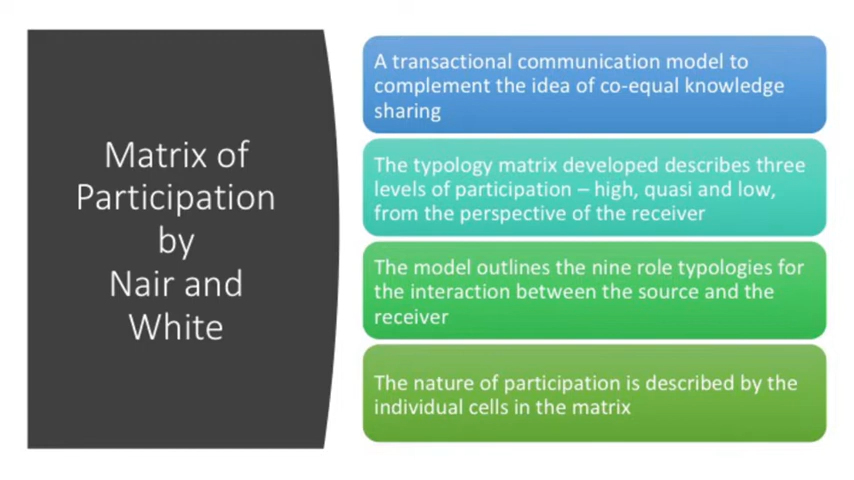 Matrix of
Participation
by
Nair and
White
A transactional communication model to
complement the idea of co-equal knowledge
sharing
The typology matrix developed describes three
levels of participation – high, quasi and low,
from the perspective of the receiver
The model outlines the nine role typologies for
the interaction between the source and the
receiver
The nature of participation is described by the
individual cells in the matrix